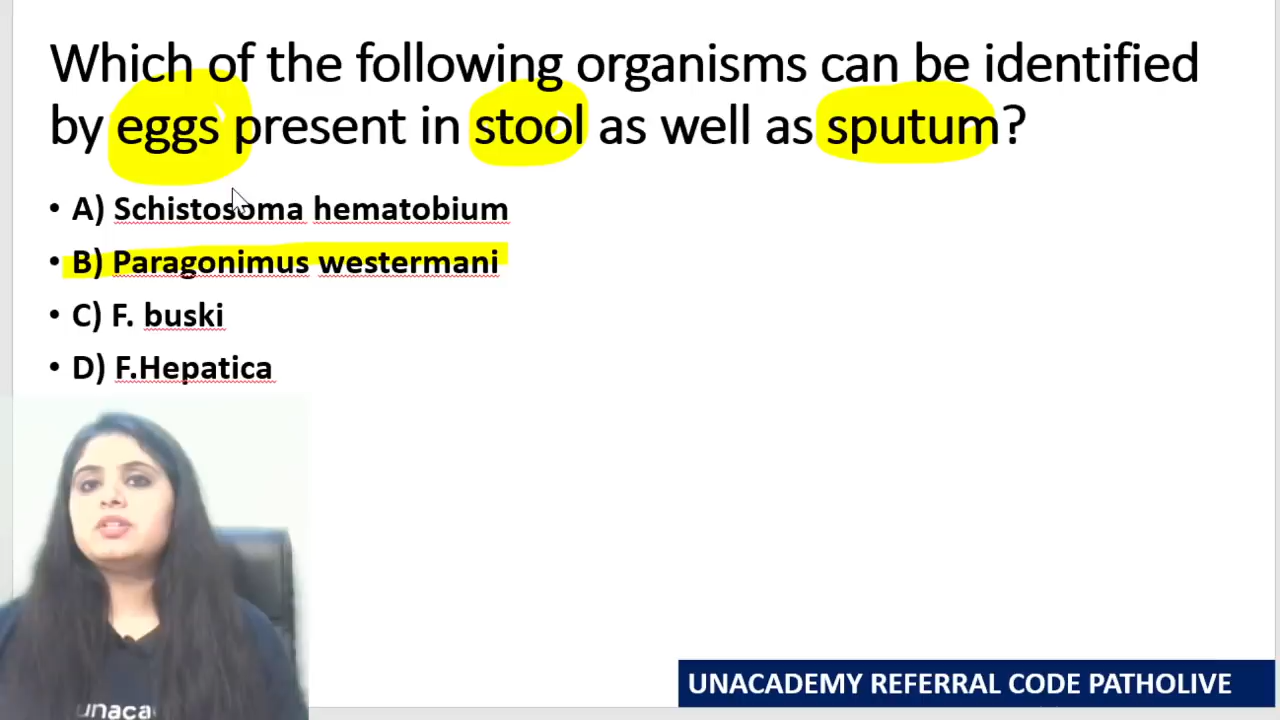 Which of the following organisms can be identified
by eggs present in stool as well as sputum?
• A) Schistosoma hematobium
• B) Paragonimus westermani
• C) F. buski
• D) F.Hepatica
unaca
UNACADEMY REFERRAL CODE PATHOLIVE